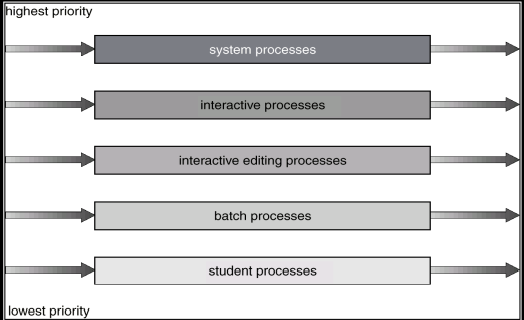 highest priority
system processes
interactive processes
interactive editing processes
batch processes
student processes
lowest priority